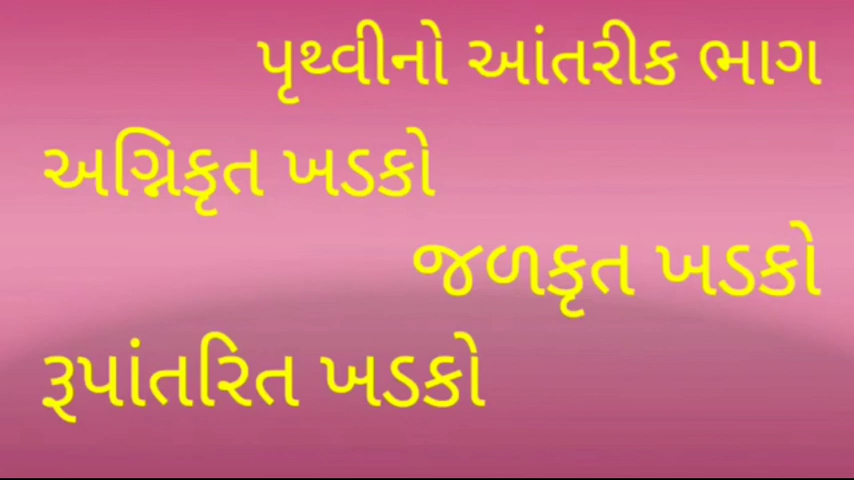 પૃથ્વીનો આંતરીક ભાગ
અગ્નિકૃત ખડકો
જળકૃત ખડકો
રૂપાંતરિત ખડકો